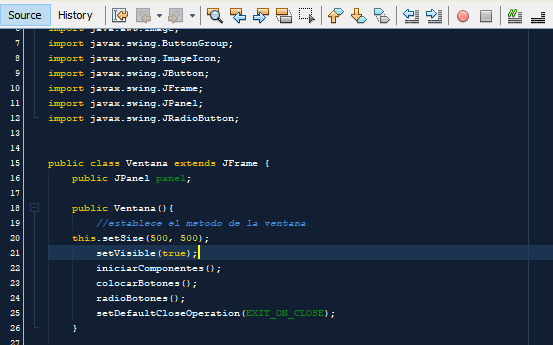 Source History
6 import java.awt.Image;
7 import javax.swing.ButtonGroup;
8 import javax.swing.ImageIcon;
9 import javax.swing.JButton;
10 import javax.swing.JFrame;
11 import javax.swing.JPanel;
12 import javax.swing.JRadioButton;
13
14
15 public class Ventana extends JFrame {
16 public JPanel panel;
17
18 public Ventana(){
19 //establece el metodo de la ventana
20 this.setSize(500, 500);
21 setVisible(true);
22 iniciarComponentes();
23 colocarBotones();
24 radioBotones();
25 setDefaultCloseOperation(EXIT_ON_CLOSE);
26 }
27